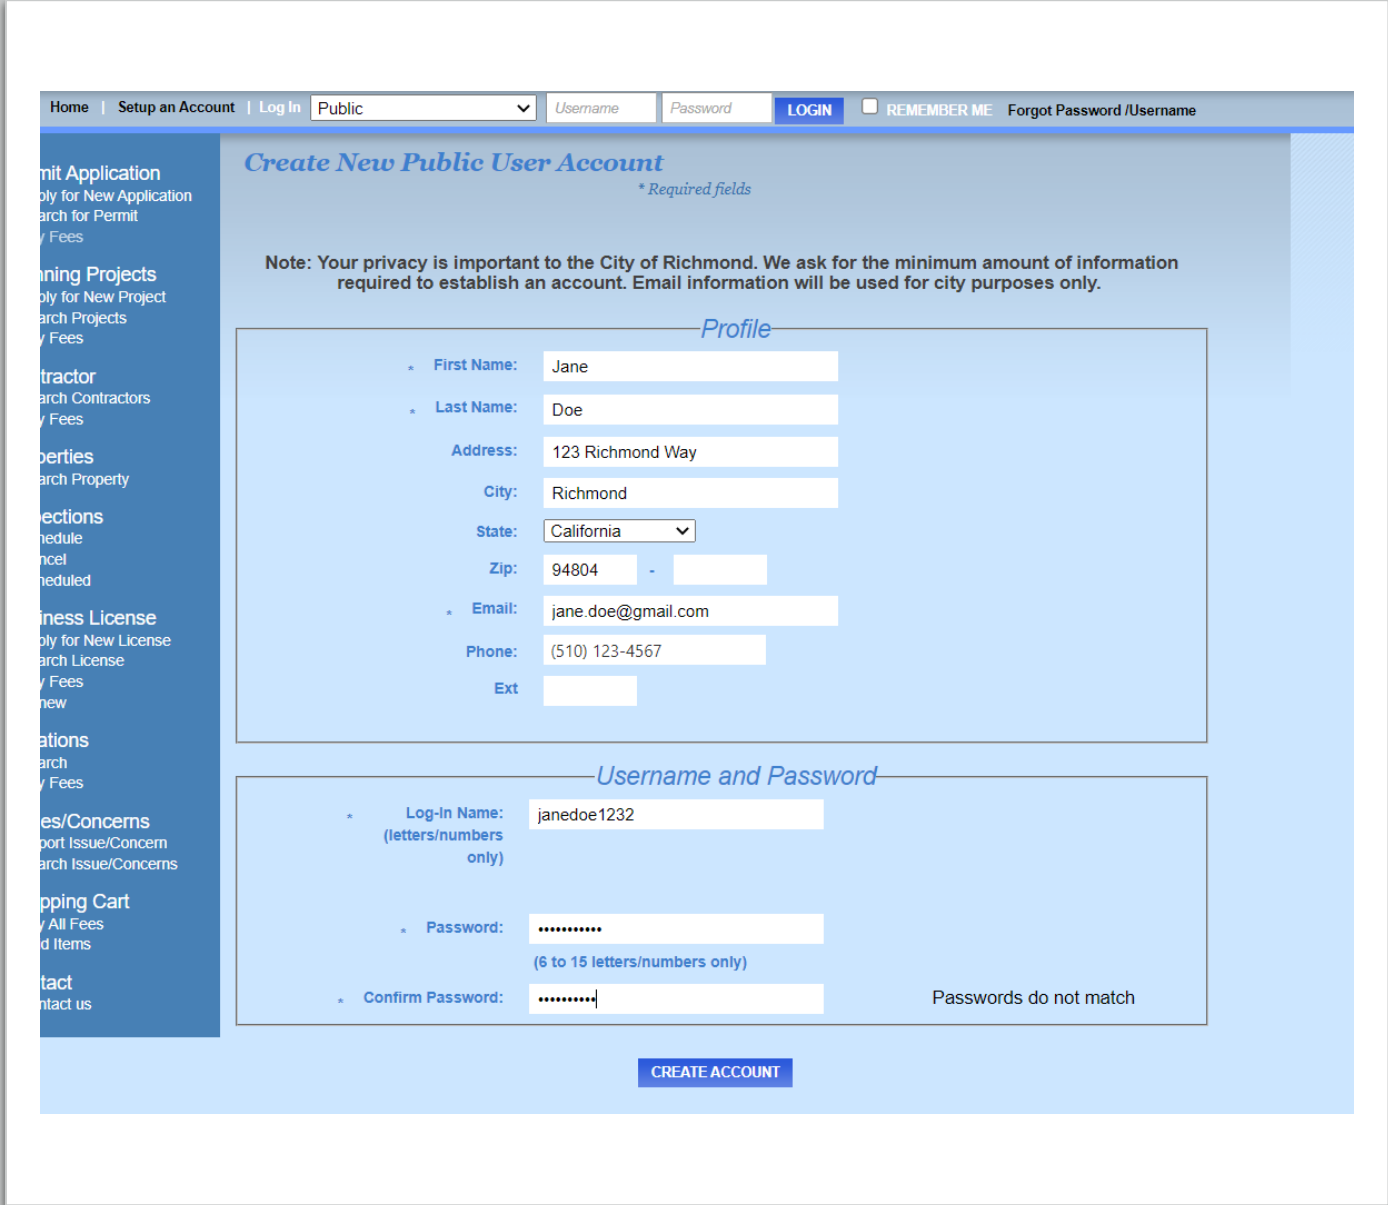 Home | Setup an Account | Log In Public Username Password LOGIN REMEMBER ME Forgot Password /Username
mit Application
ply for New Application
arch for Permit
y Fees
nning Projects
ply for New Project
arch Projects
y Fees
tractor
arch Contractors
y Fees
perties
arch Property
ections
hedule
ncel
heduled
iness License
ply for New License
arch License
y Fees
new
ations
arch
y Fees
es/Concerns
port Issue/Concern
arch Issue/Concerns
pping Cart
y All Fees
d Items
tact
ntact us
Create New Public User Account
* Required fields
Note: Your privacy is important to the City of Richmond. We ask for the minimum amount of information
required to establish an account. Email information will be used for city purposes only.
Profile
* First Name: Jane
* Last Name: Doe
Address: 123 Richmond Way
City: Richmond
State: California
Zip: 94804 -
* Email: jane.doe@gmail.com
Phone: (510) 123-4567
Ext
Username and Password
* Log-In Name: janedoe1232
(letters/numbers
only)
* Password: •••••••••••
(6 to 15 letters/numbers only)
* Confirm Password: •••••••••• Passwords do not match
CREATE ACCOUNT